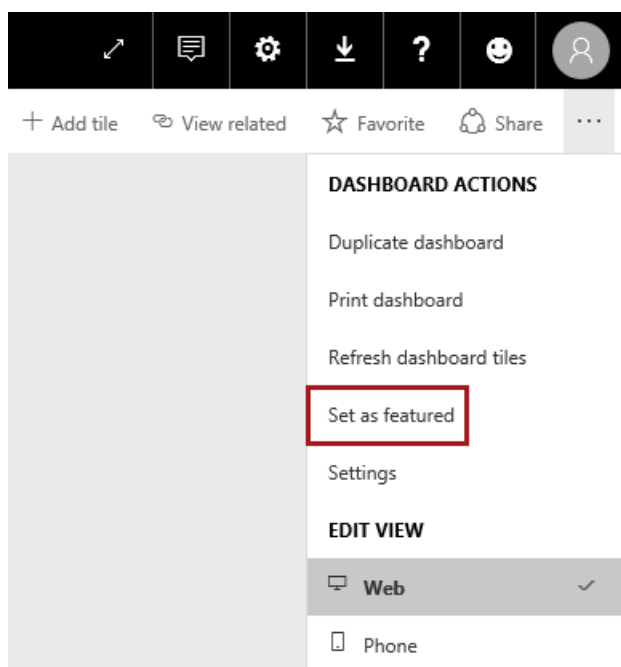 ?
Add tile View related Favorite Share ...
DASHBOARD ACTIONS
Duplicate dashboard
Print dashboard
Refresh dashboard tiles
Set as featured
Settings
EDIT VIEW
Web
Phone